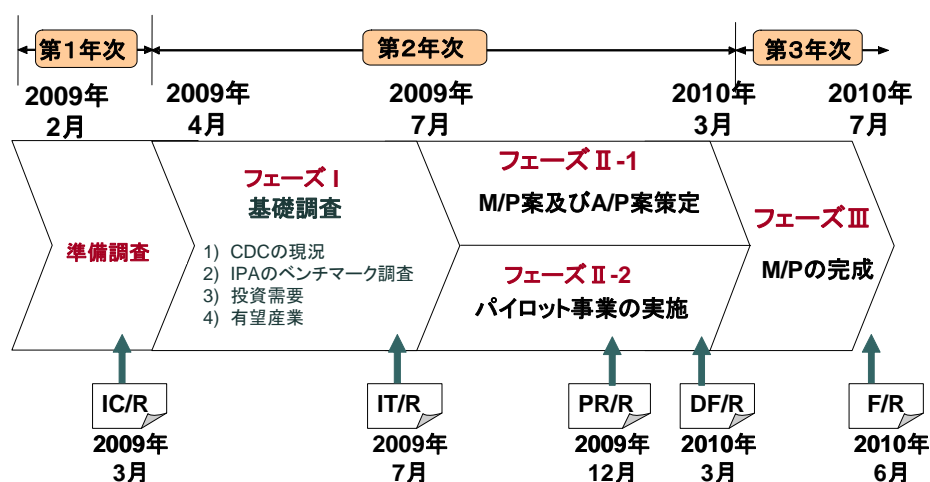 第1年次
第2年次
第3年次
2009年
2月
2009年
4月
2009年
7月
2010年
3月
2010年
7月
準備調査
フェーズ I
基礎調査
1) CDCの現況
2) IPAのベンチマーク調査
3) 投資需要
4) 有望産業
フェーズⅡ-1
M/P案及びA/P案策定
フェーズⅡ-2
パイロット事業の実施
フェーズⅢ
M/Pの完成
IC/R
2009年
3月
IT/R
2009年
7月
PR/R
2009年
12月
DF/R
2010年
3月
F/R
2010年
6月